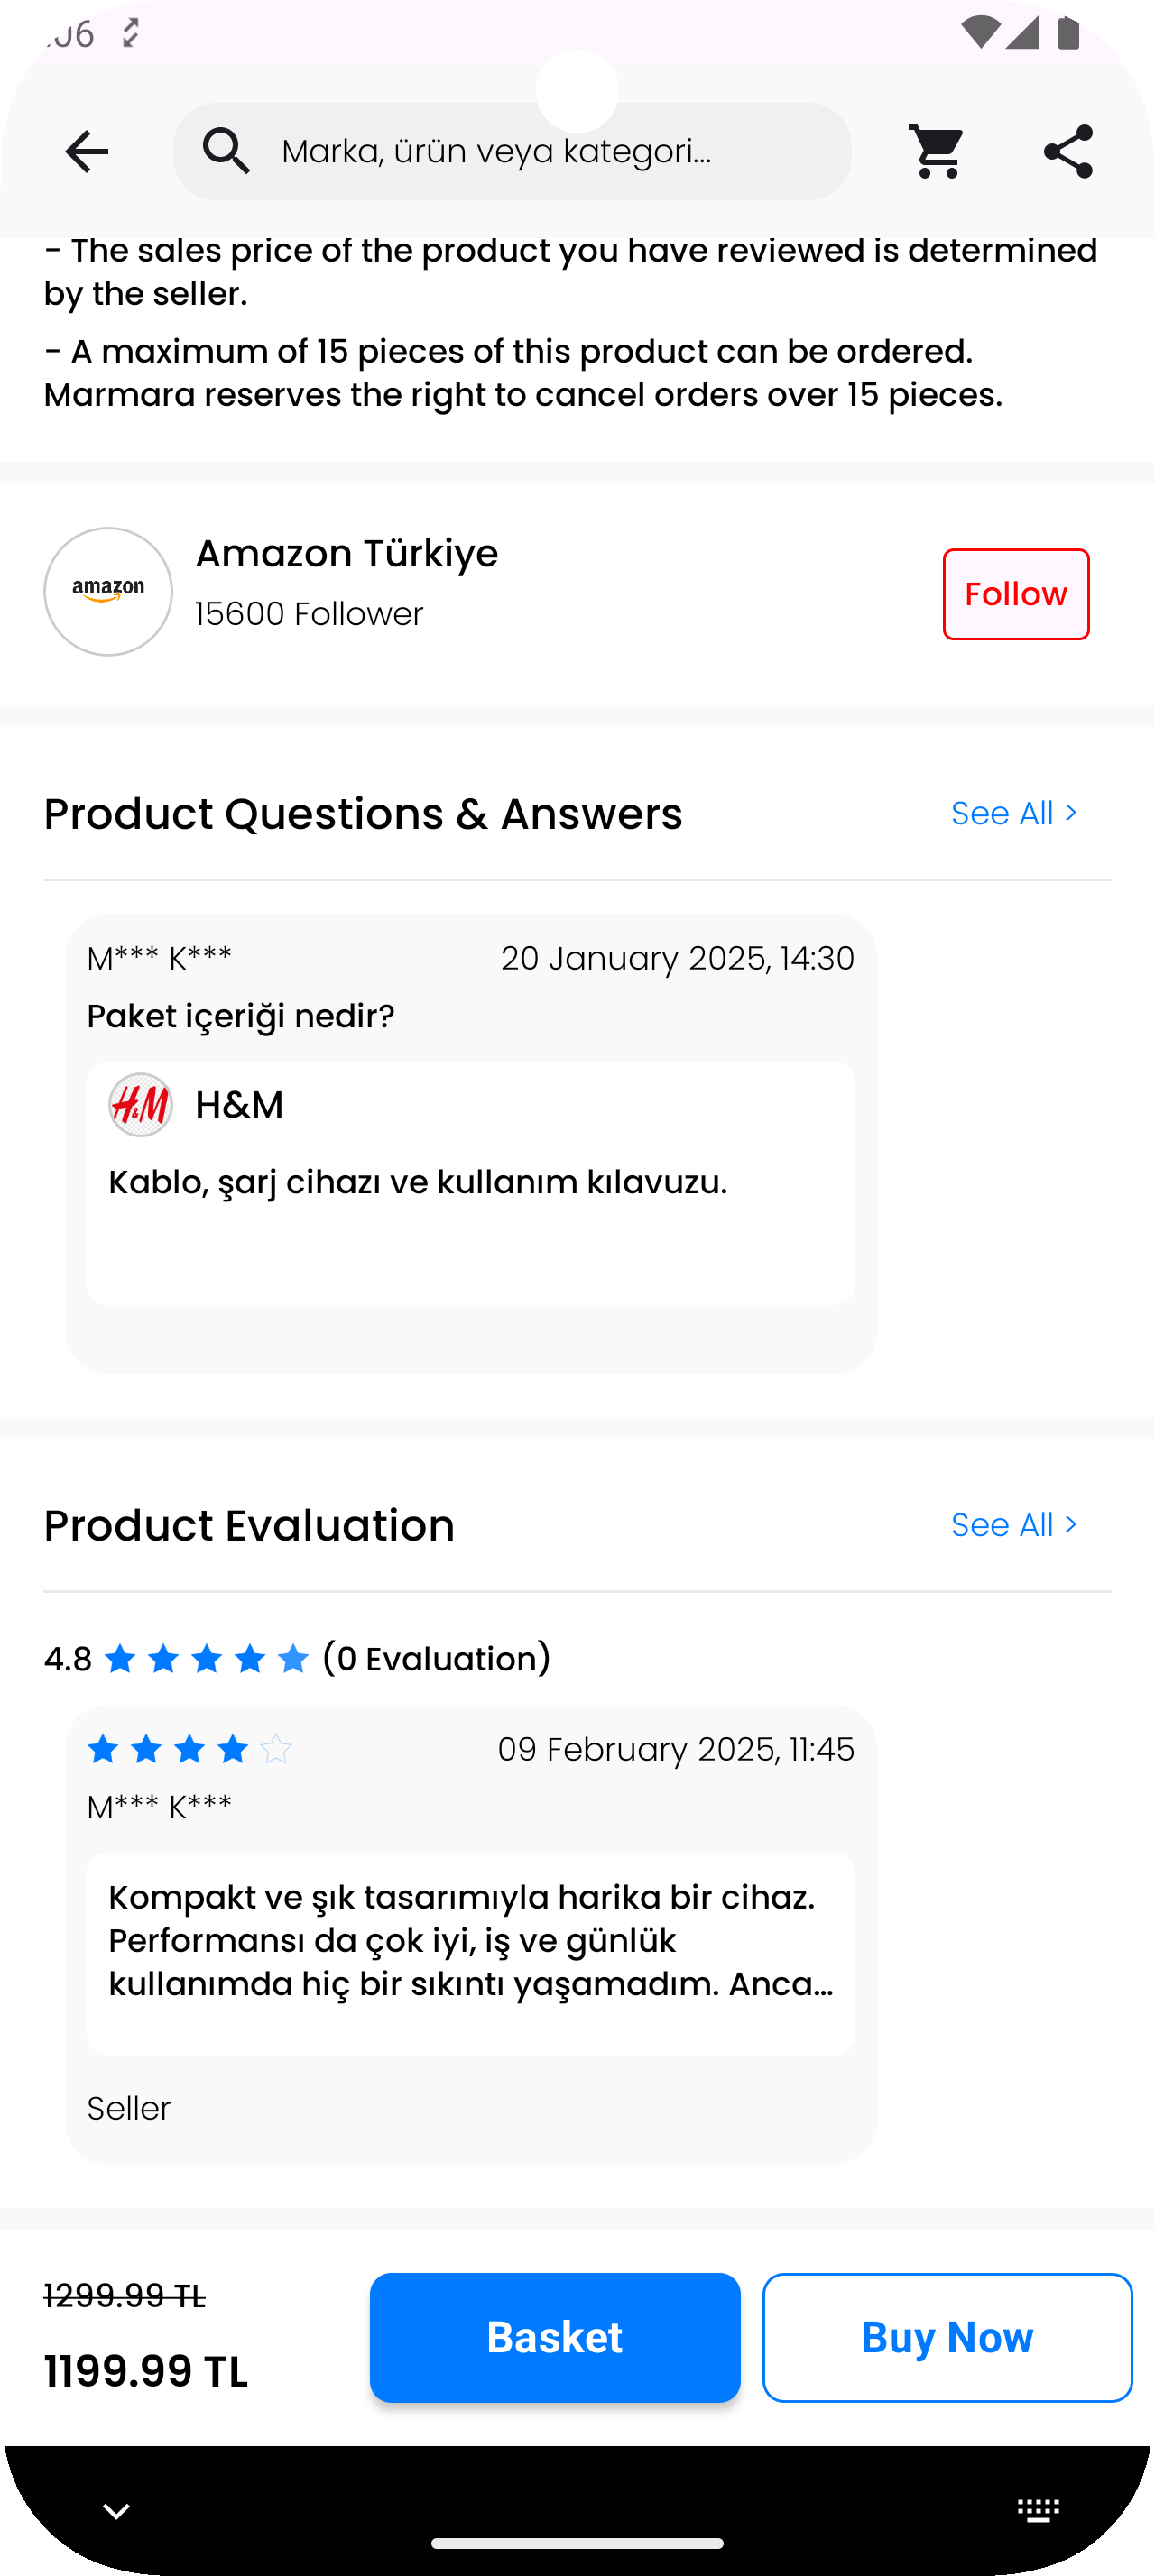 Marka, ürün veya kategori...
- The sales price of the product you have reviewed is determined
by the seller.
- A maximum of 15 pieces of this product can be ordered.
Marmara reserves the right to cancel orders over 15 pieces.
amazon
Amazon Türkiye
15600 Follower
Follow
Product Questions & Answers
See All >
M*** K***
20 January 2025, 14:30
Paket içeriği nedir?
H&M
H&M
Kablo, şarj cihazı ve kullanım kılavuzu.
Product Evaluation
See All >
4.8
(0 Evaluation)
09 February 2025, 11:45
M*** K***
Kompakt ve şık tasarımıyla harika bir cihaz.
Performansı da çok iyi, iş ve günlük
kullanımda hiç bir sıkıntı yaşamadım. Anca...
Seller
1299.99 TL
1199.99 TL
Basket
Buy Now